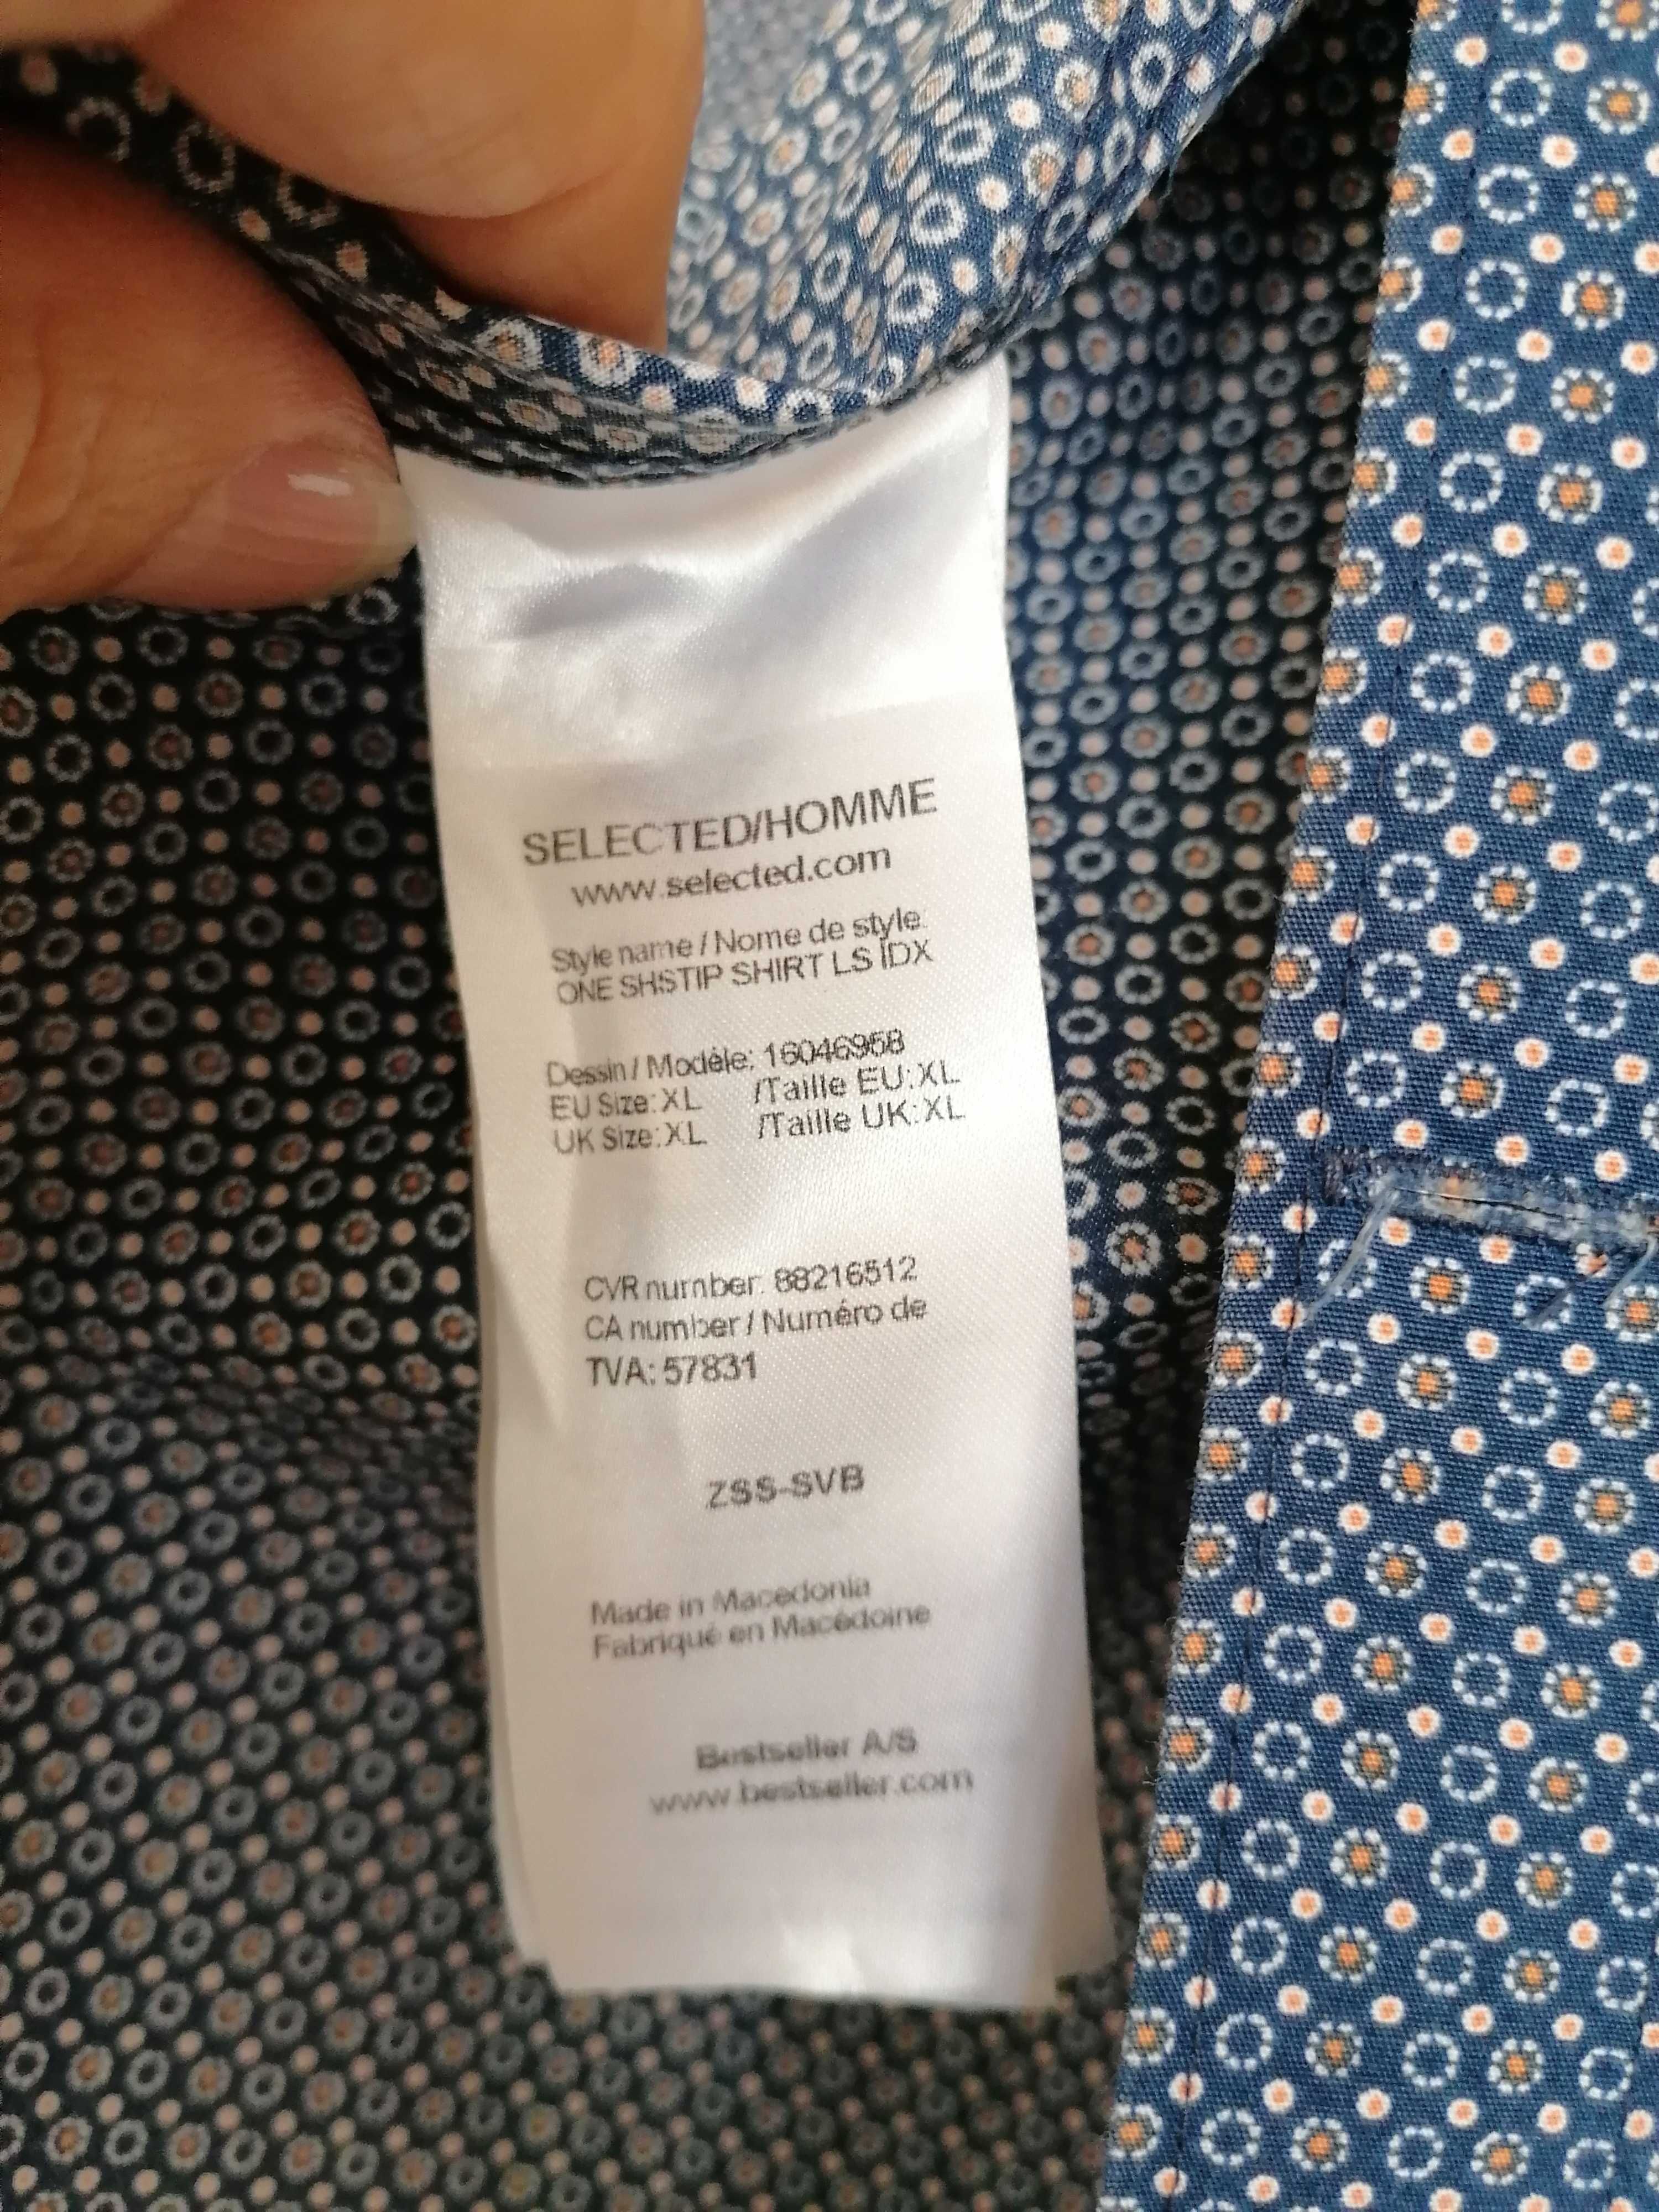 SELECTED/HOMME
www.selected.com
Style name / Nome de style:
ONE SHSTIP SHIRT LS IDX
Dessin / Modèle: 16046958
EU Size: XL /Taille EU: XL
UK Size: XL /Taille UK: XL
CVR number: 88216512
CA number / Numéro de
TVA: 57831
ZSS-SVB
Made in Macedonia
Fabriqué en Macédoine
Bestseller A/S
www.bestseller.com